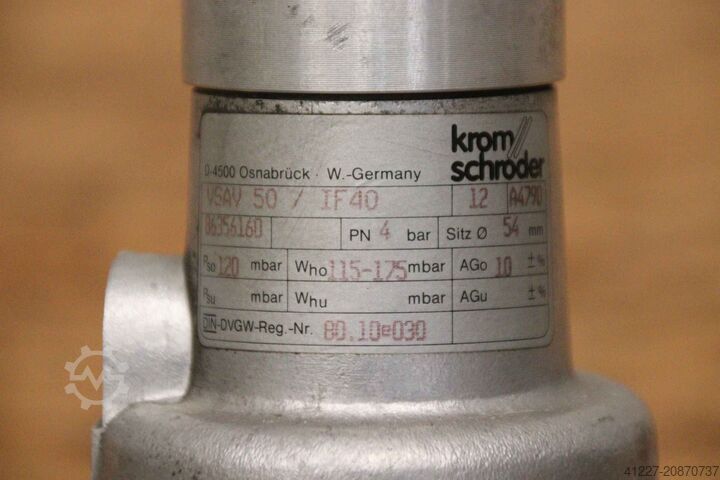 krom//
schröder
D-4500 Osnabrück · W.-Germany
VSAV 50 / IF40 12 A4790
86356160 PN 4 bar Sitz Ø 54 mm
Pso 120 mbar Who 115-175 mbar AGo 10 ±%
Psu mbar Whu mbar AGu ±%
DIN-DVGW-Reg.-Nr. 80.10e030
41227-20870737